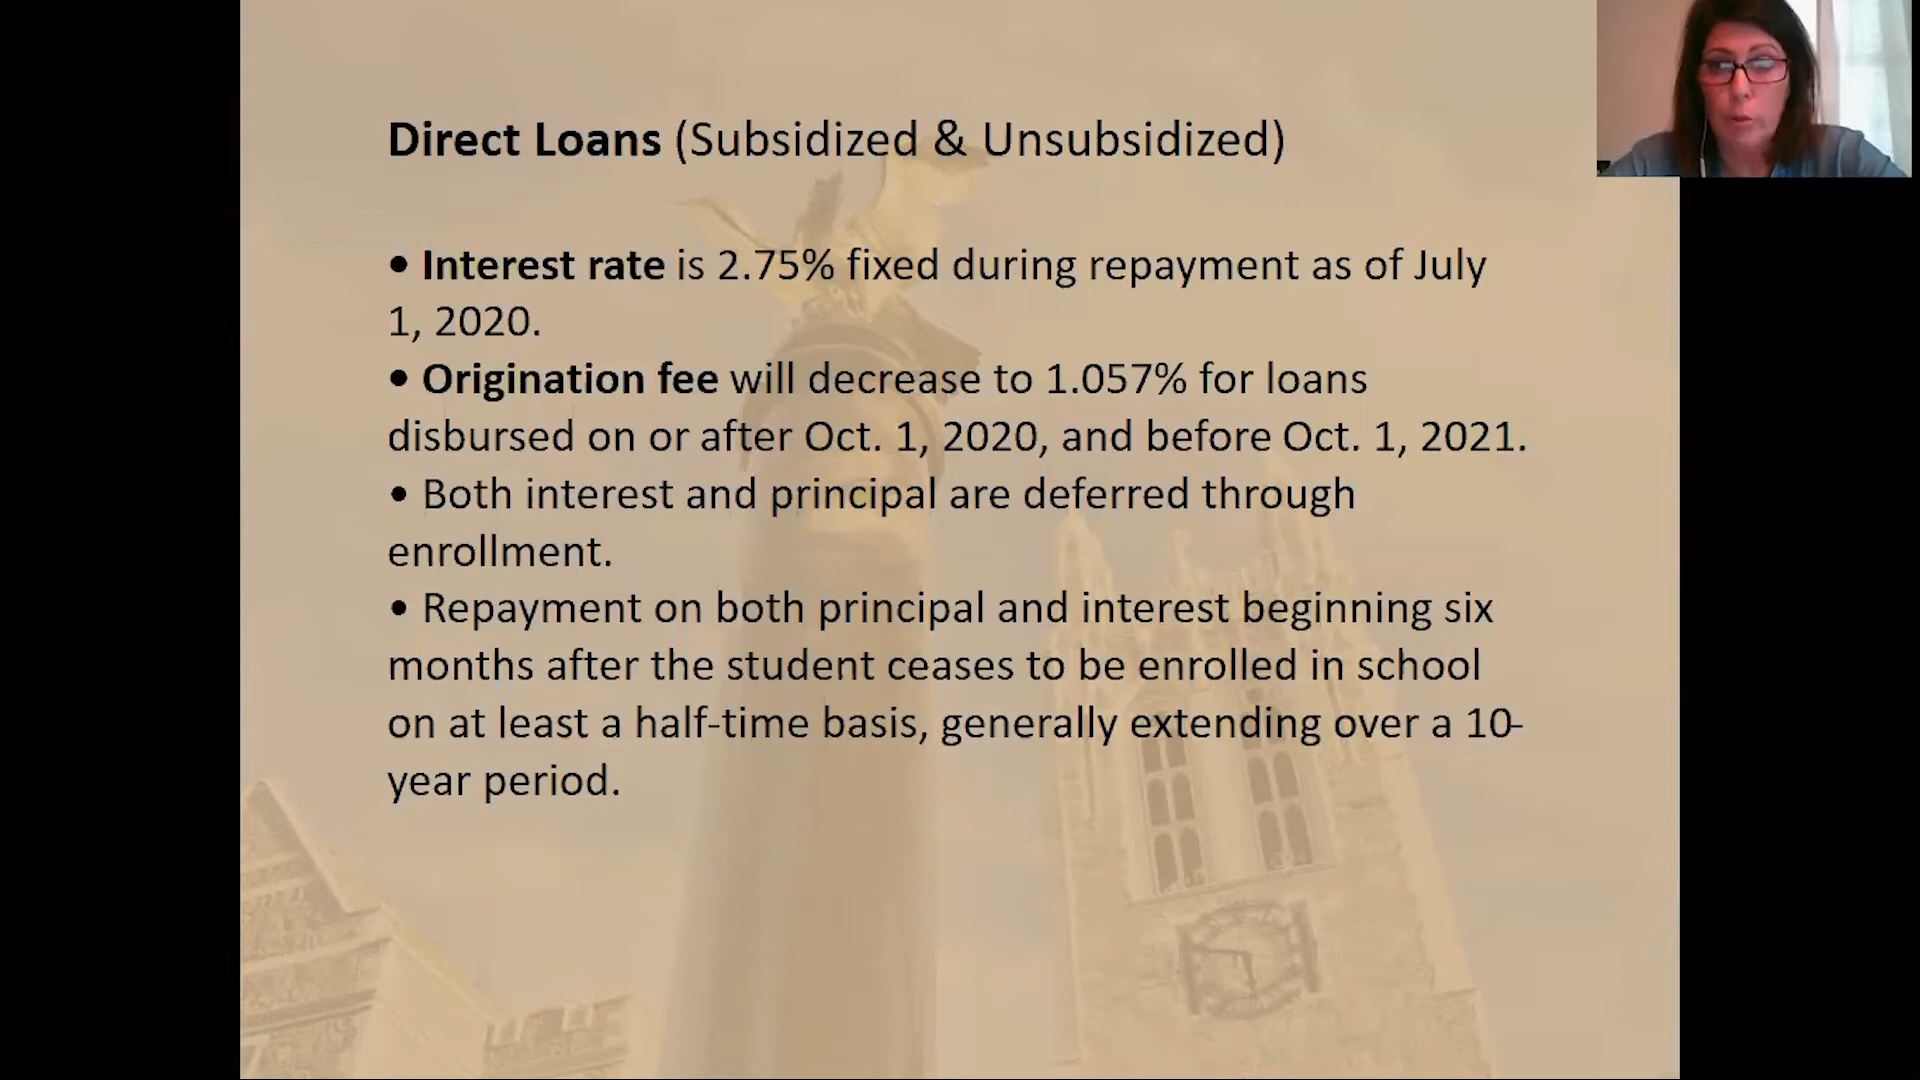 Direct Loans (Subsidized & Unsubsidized)
• Interest rate is 2.75% fixed during repayment as of July
1, 2020.
• Origination fee will decrease to 1.057% for loans
disbursed on or after Oct. 1, 2020, and before Oct. 1, 2021.
• Both interest and principal are deferred through
enrollment.
• Repayment on both principal and interest beginning six
months after the student ceases to be enrolled in school
on at least a half-time basis, generally extending over a 10-
year period.